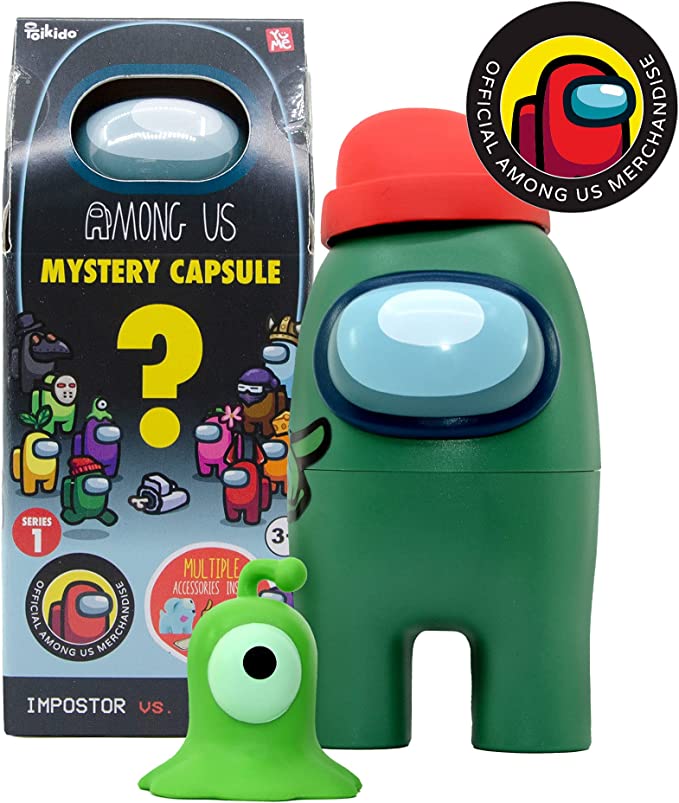 Toikido
YuMe
OFFICIAL AMONG US MERCHANDISE
AMONG US
MYSTERY CAPSULE
?
SERIES
1
3+
MULTIPLE
ACCESSORIES INS
OFFICIAL AMONG US MERCHANDISE
IMPOSTOR VS.